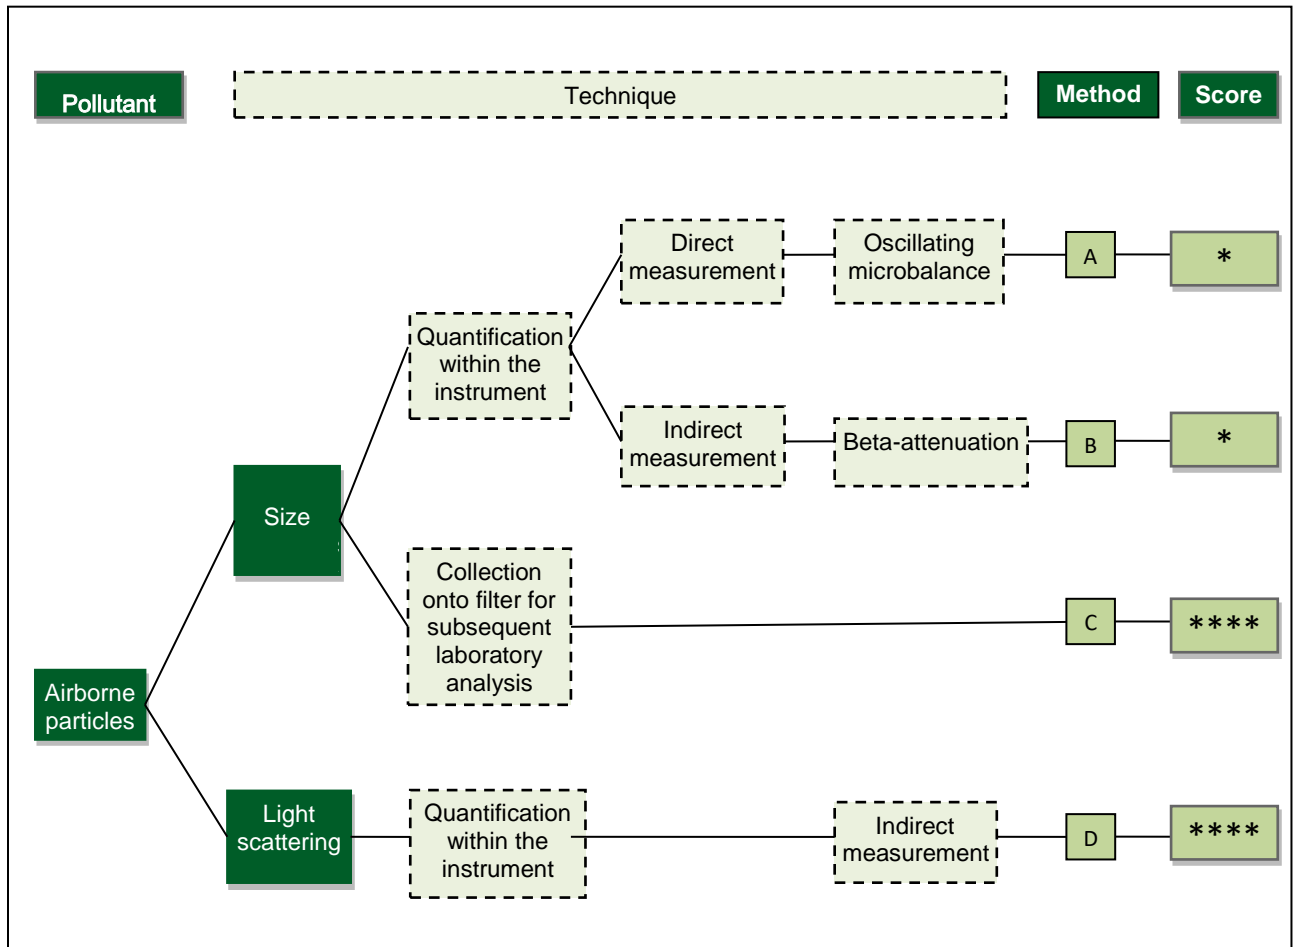 Pollutant
Technique
Method
Score
Direct
measurement
Oscillating
microbalance
A
*
Quantification
within the
instrument
Indirect
measurement
Beta-attenuation
B
*
Size
Collection
onto filter for
subsequent
laboratory
analysis
C
****
Airborne
particles
Light
scattering
Quantification
within the
instrument
Indirect
measurement
D
****